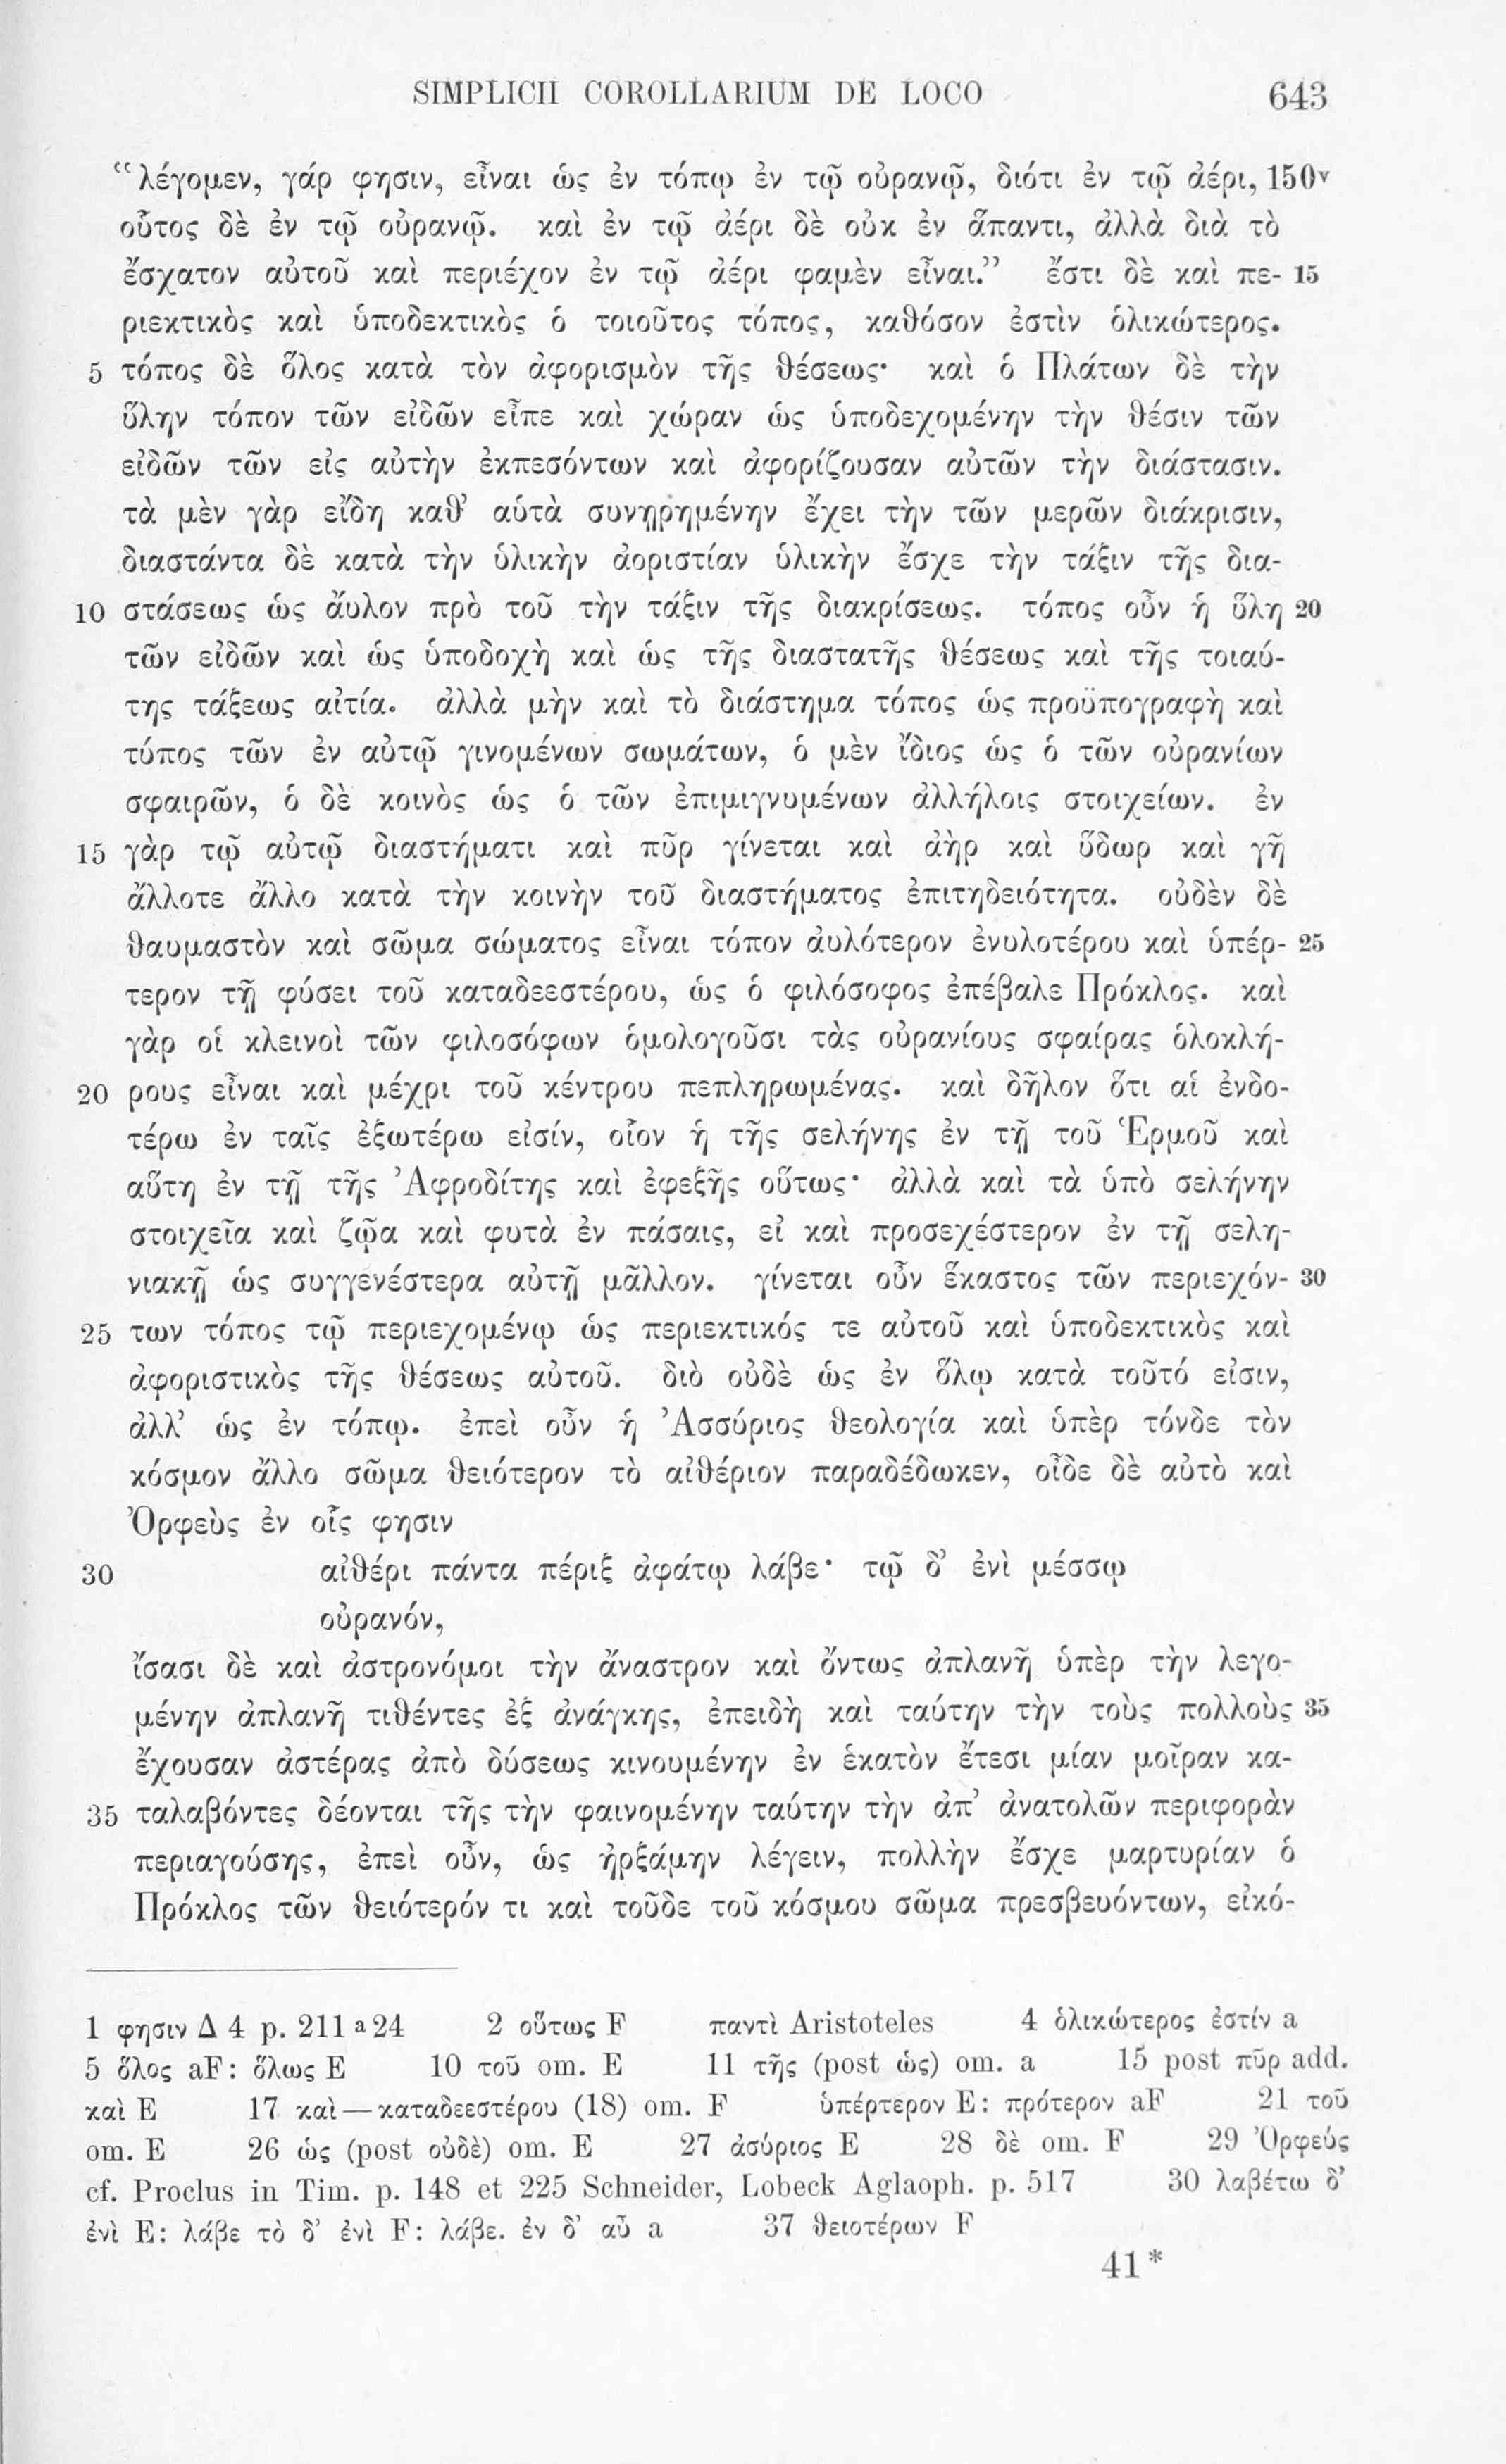 SIMPLICII COROLLARIUM DE LOCO 643
“λέγομεν, γάρ φησιν, εἶναι ὡς ἐν τόπῳ ἐν τῷ οὐρανῷ, διότι ἐν τῷ ἀέρι, 150v
οὗτος δὲ ἐν τῷ οὐρανῷ. καὶ ἐν τῷ ἀέρι δὲ οὐκ ἐν ἅπαντι, ἀλλὰ διὰ τὸ
ἔσχατον αὐτοῦ καὶ περιέχον ἐν τῷ ἀέρι φαμὲν εἶναι.” ἔστι δὲ καὶ πε- 15
ριεκτικὸς καὶ ὑποδεκτικὸς ὁ τοιοῦτος τόπος, καθόσον ἐστὶν ὁλικώτερος.
5 τόπος δὲ ὅλος κατὰ τὸν ἀφορισμὸν τῆς θέσεως· καὶ ὁ Πλάτων δὲ τὴν
ὕλην τόπον τῶν εἰδῶν εἶπε καὶ χώραν ὡς ὑποδεχομένην τὴν θέσιν τῶν
εἰδῶν τῶν εἰς αὐτὴν ἐκπεσόντων καὶ ἀφορίζουσαν αὐτῶν τὴν διάστασιν.
τὰ μὲν γὰρ εἴδη καθ’ αὑτὰ συνῃρημένην ἔχει τὴν τῶν μερῶν διάκρισιν,
διαστάντα δὲ κατὰ τὴν ὑλικὴν ἀοριστίαν ὑλικὴν ἔσχε τὴν τάξιν τῆς δια-
10 στάσεως ὡς ἄυλον πρὸ τοῦ τὴν τάξιν τῆς διακρίσεως. τόπος οὖν ἡ ὕλη 20
τῶν εἰδῶν καὶ ὡς ὑποδοχὴ καὶ ὡς τῆς διαστατῆς θέσεως καὶ τῆς τοιαύ-
της τάξεως αἰτία. ἀλλὰ μὴν καὶ τὸ διάστημα τόπος ὡς προϋπογραφὴ καὶ
τύπος τῶν ἐν αὐτῷ γινομένων σωμάτων, ὁ μὲν ἴδιος ὡς ὁ τῶν οὐρανίων
σφαιρῶν, ὁ δὲ κοινὸς ὡς ὁ τῶν ἐπιμιγνυμένων ἀλλήλοις στοιχείων. ἐν
15 γὰρ τῷ αὐτῷ διαστήματι καὶ πῦρ γίνεται καὶ ἀὴρ καὶ ὕδωρ καὶ γῆ
ἄλλοτε ἄλλο κατὰ τὴν κοινὴν τοῦ διαστήματος ἐπιτηδειότητα. οὐδὲν δὲ
θαυμαστὸν καὶ σῶμα σώματος εἶναι τόπον ἀυλότερον ἐνυλοτέρου καὶ ὑπέρ- 25
τερον τῇ φύσει τοῦ καταδεεστέρου, ὡς ὁ φιλόσοφος ἐπέβαλε Πρόκλος. καὶ
γὰρ οἱ κλεινοὶ τῶν φιλοσόφων ὁμολογοῦσι τὰς οὐρανίους σφαίρας ὁλοκλή-
20 ρους εἶναι καὶ μέχρι τοῦ κέντρου πεπληρωμένας. καὶ δῆλον ὅτι αἱ ἐνδο-
τέρω ἐν ταῖς ἐξωτέρω εἰσίν, οἷον ἡ τῆς σελήνης ἐν τῇ τοῦ Ἑρμοῦ καὶ
αὕτη ἐν τῇ τῆς Ἀφροδίτης καὶ ἐφεξῆς οὕτως· ἀλλὰ καὶ τὰ ὑπὸ σελήνην
στοιχεῖα καὶ ζῷα καὶ φυτὰ ἐν πάσαις, εἰ καὶ προσεχέστερον ἐν τῇ σελη-
νιακῇ ὡς συγγενέστερα αὐτῇ μᾶλλον. γίνεται οὖν ἕκαστος τῶν περιεχόν- 30
25 των τόπος τῷ περιεχομένῳ ὡς περιεκτικός τε αὐτοῦ καὶ ὑποδεκτικὸς καὶ
ἀφοριστικὸς τῆς θέσεως αὐτοῦ. διὸ οὐδὲ ὡς ἐν ὅλῳ κατὰ τοῦτό εἰσιν,
ἀλλ’ ὡς ἐν τόπῳ. ἐπεὶ οὖν ἡ Ἀσσύριος θεολογία καὶ ὑπὲρ τόνδε τὸν
κόσμον ἄλλο σῶμα θειότερον τὸ αἰθέριον παραδέδωκεν, οἶδε δὲ αὐτὸ καὶ
Ὀρφεὺς ἐν οἷς φησιν
30 αἰθέρι πάντα πέριξ ἀφάτῳ λάβε· τῷ δ’ ἐνὶ μέσσῳ
οὐρανόν,
ἴσασι δὲ καὶ ἀστρονόμοι τὴν ἄναστρον καὶ ὄντως ἀπλανῆ ὑπὲρ τὴν λεγο-
μένην ἀπλανῆ τιθέντες ἐξ ἀνάγκης, ἐπειδὴ καὶ ταύτην τὴν τοὺς πολλοὺς 35
ἔχουσαν ἀστέρας ἀπὸ δύσεως κινουμένην ἐν ἑκατὸν ἔτεσι μίαν μοῖραν κα-
35 ταλαβόντες δέονται τῆς τὴν φαινομένην ταύτην τὴν ἀπ’ ἀνατολῶν περιφορὰν
περιαγούσης, ἐπεὶ οὖν, ὡς ἠρξάμην λέγειν, πολλὴν ἔσχε μαρτυρίαν ὁ
Πρόκλος τῶν θειότερόν τι καὶ τοῦδε τοῦ κόσμου σῶμα πρεσβευόντων, εἰκό-
1 φησιν Δ 4 p. 211 a 24 2 οὕτως F παντὶ Aristoteles 4 ὁλικώτερος ἐστίν a
5 ὅλος aF: ὅλως E 10 τοῦ om. E 11 τῆς (post ὡς) om. a 15 post πῦρ add.
καὶ E 17 καὶ — καταδεεστέρου (18) om. F ὑπέρτερον E: πρότερον aF 21 τοῦ
om. E 26 ὡς (post οὐδὲ) om. E 27 ἀσύριος E 28 δὲ om. F 29 Ὀρφεύς
cf. Proclus in Tim. p. 148 et 225 Schneider, Lobeck Aglaoph. p. 517 30 λαβέτω δ’
ἐνὶ E: λάβε τὸ δ’ ἐνὶ F: λάβε. ἐν δ’ αὖ a 37 θειοτέρων F
41*